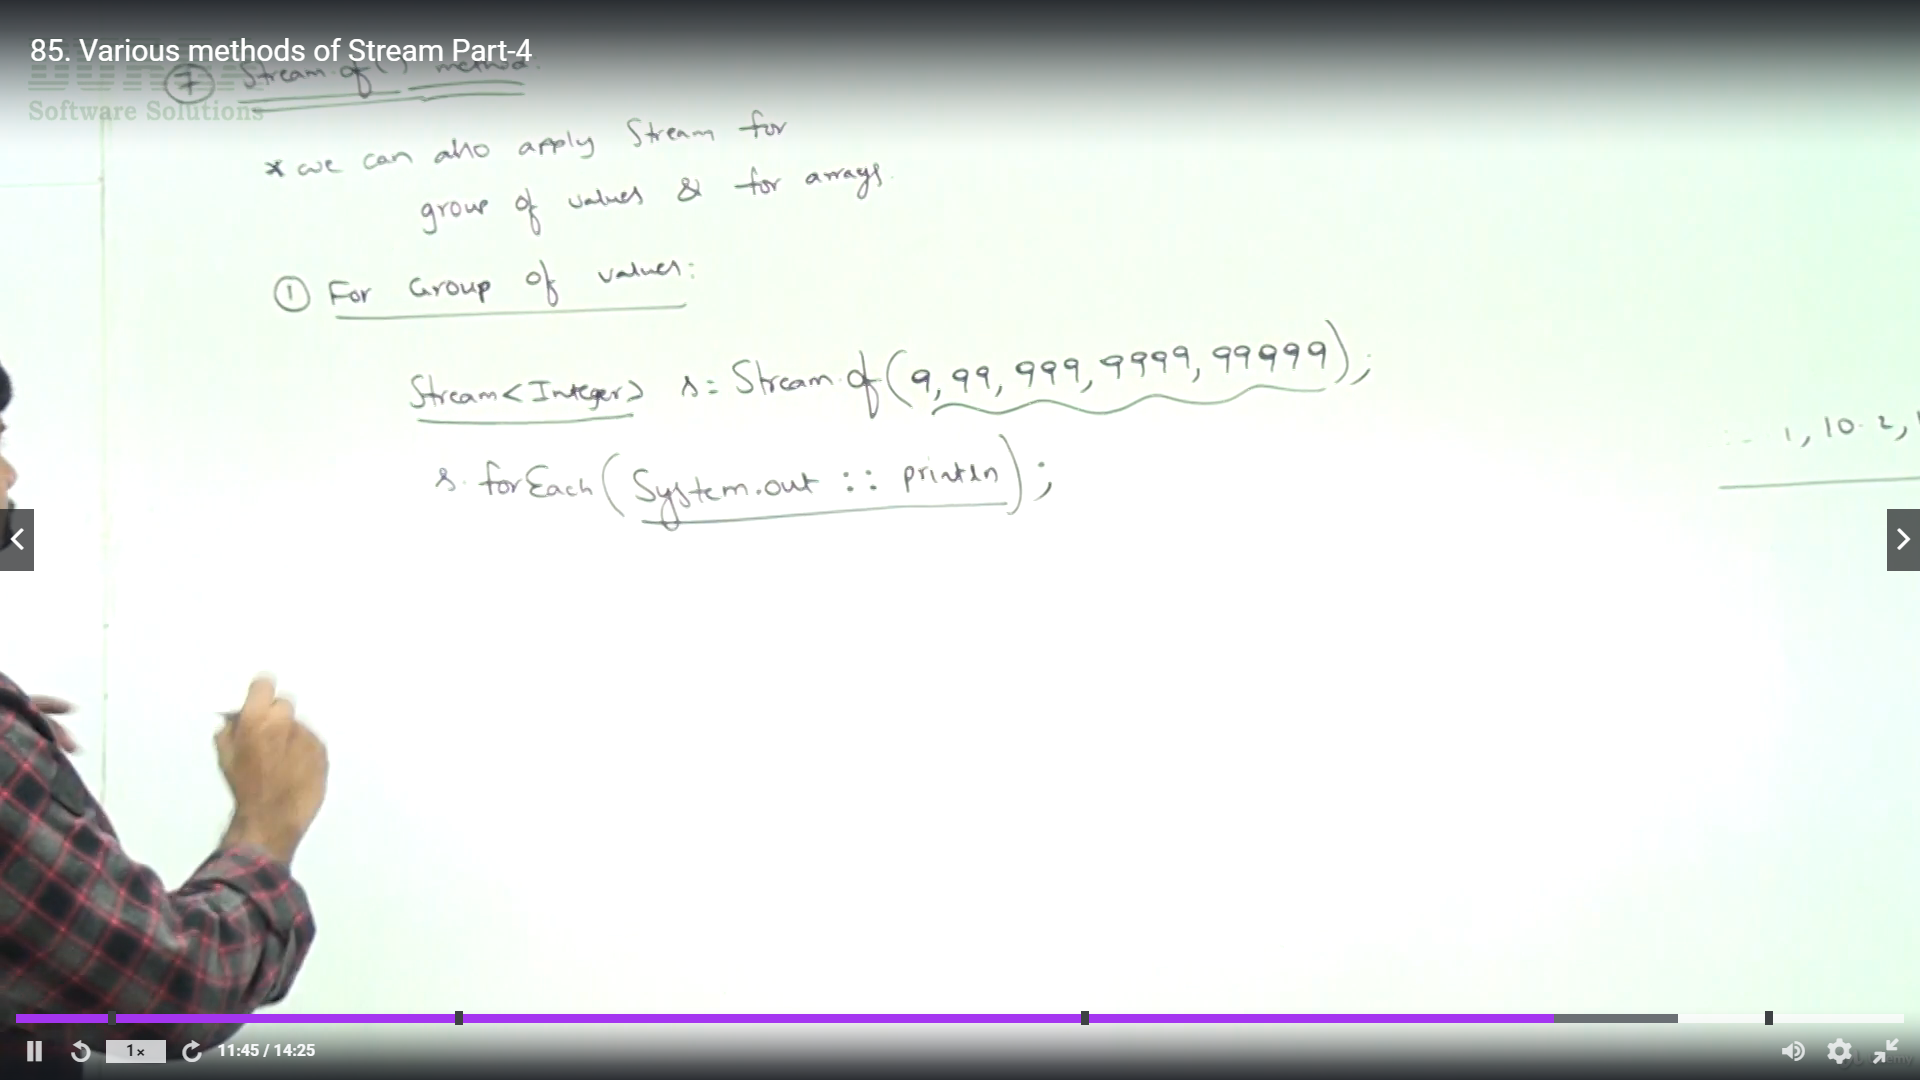 85. Various methods of Stream Part-4
⑦ Stream.of() method:
Software Solutions
* we can also apply Stream for
group of values & for arrays.
① For Group of values:
Stream<Integer> s = Stream.of(9,99,999,9999,99999);
s.forEach(System.out::println);
1, 10.2,
1x
11:45 / 14:25